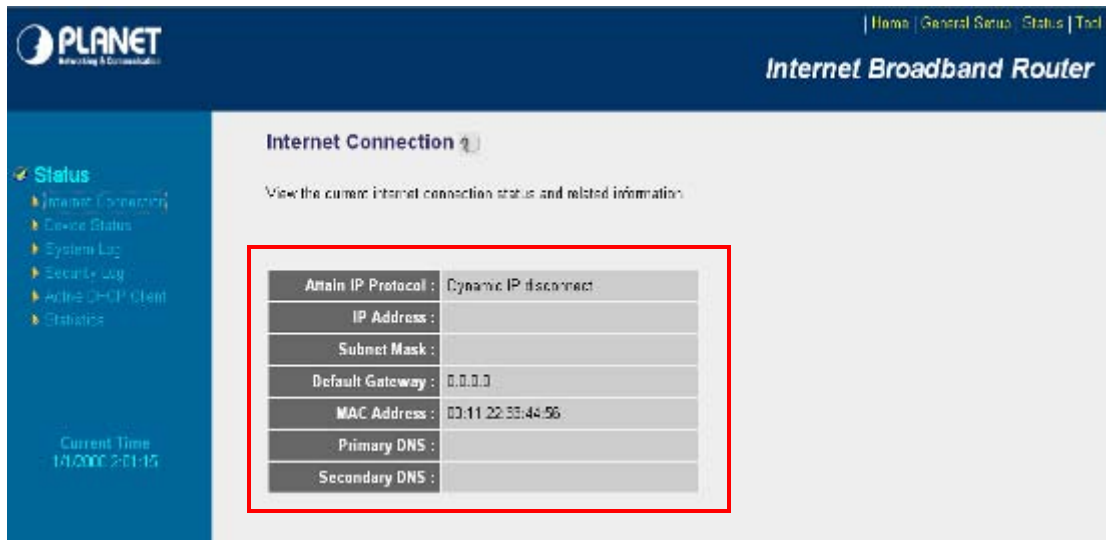 PLANET
Networking & Communication
| Home | General Setup | Status | Tool
Internet Broadband Router
Status
Internet Connection
Device Status
System Log
Security Log
Active DHCP Client
Statistics
Current Time
1/1/2000 2:01:15
Internet Connection
View the current internet connection status and related information
Attain IP Protocol : Dynamic IP disconnect
IP Address :
Subnet Mask :
Default Gateway : 0.0.0.0
MAC Address : 00:11:22:33:44:56
Primary DNS :
Secondary DNS :